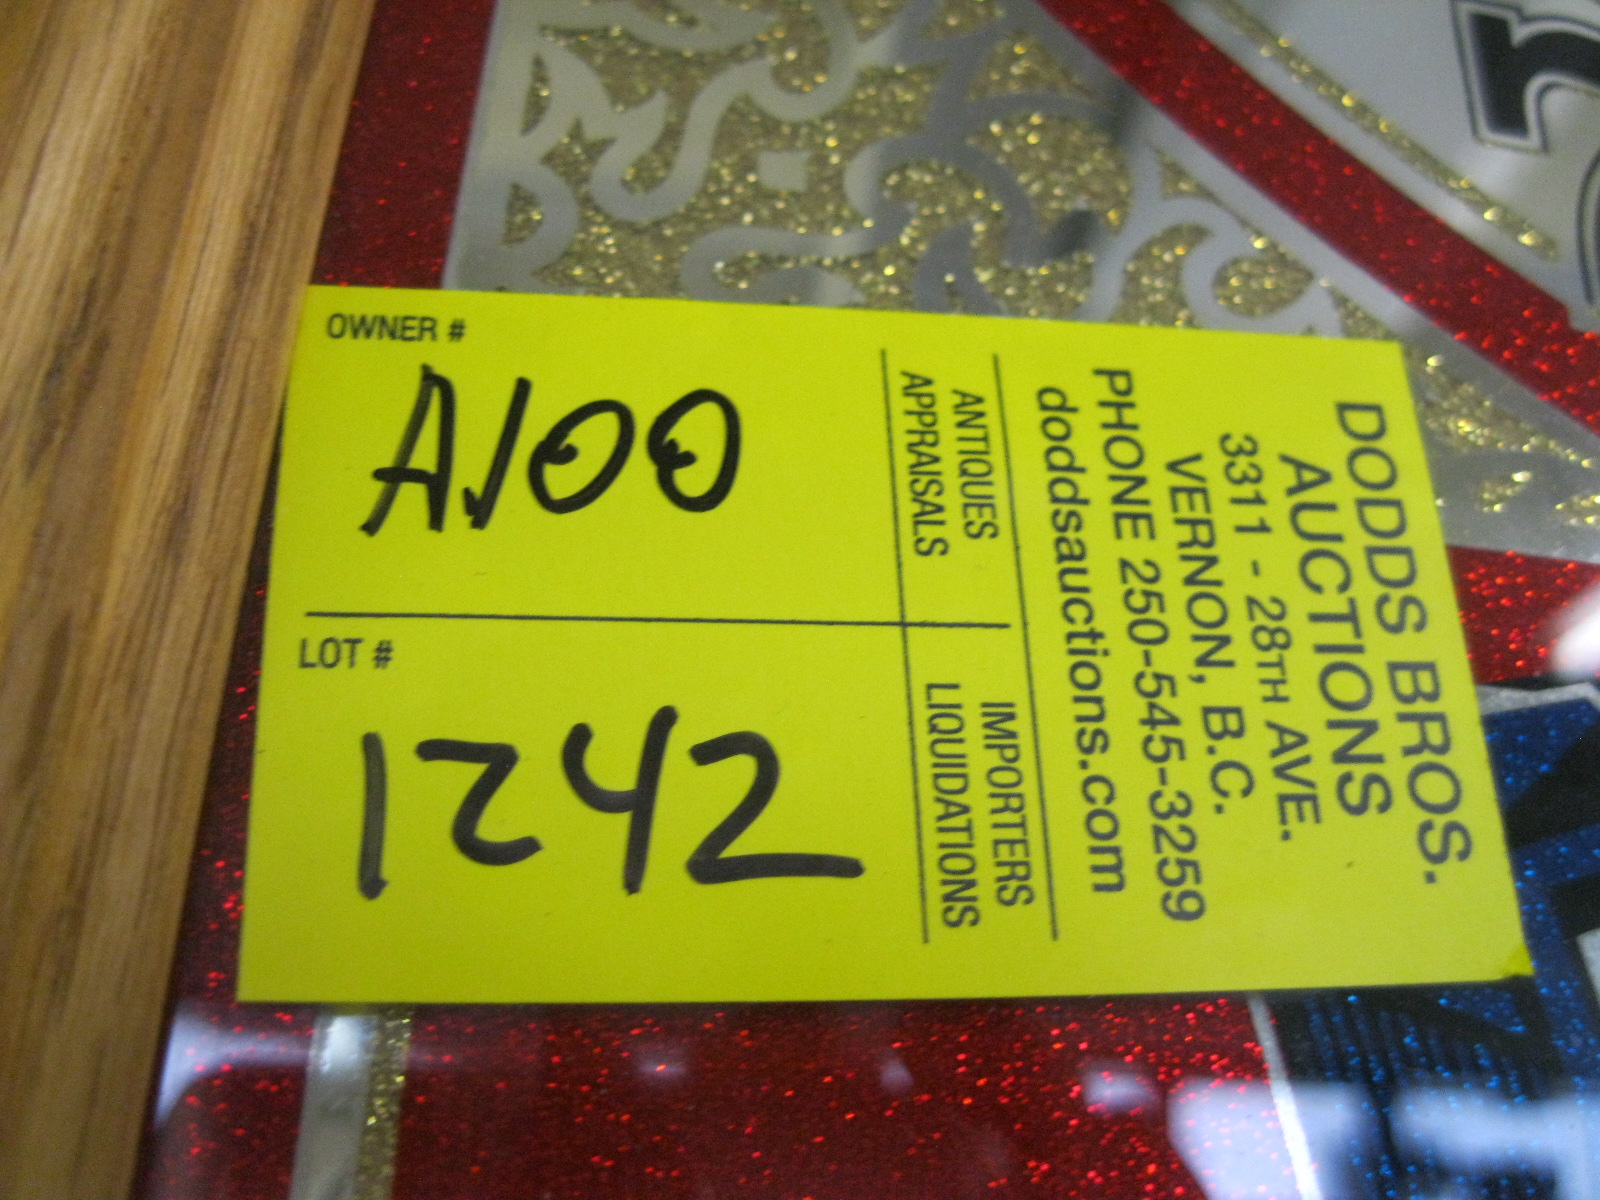 OWNER #
A100
LOT #
1242
ANTIQUES
APPRAISALS
IMPORTERS
LIQUIDATIONS
DODDS BROS.
AUCTIONS
3311 - 28TH AVE.
VERNON, B.C.
PHONE 250-545-3259
doddsauctions.com